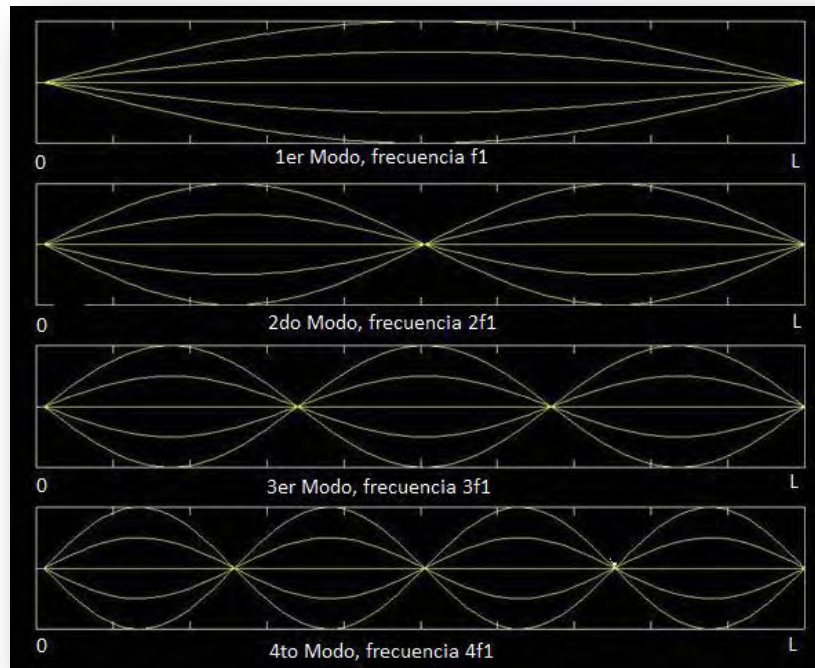 0 1er Modo, frecuencia f1 L
0 2do Modo, frecuencia 2f1 L
0 3er Modo, frecuencia 3f1 L
0 4to Modo, frecuencia 4f1 L